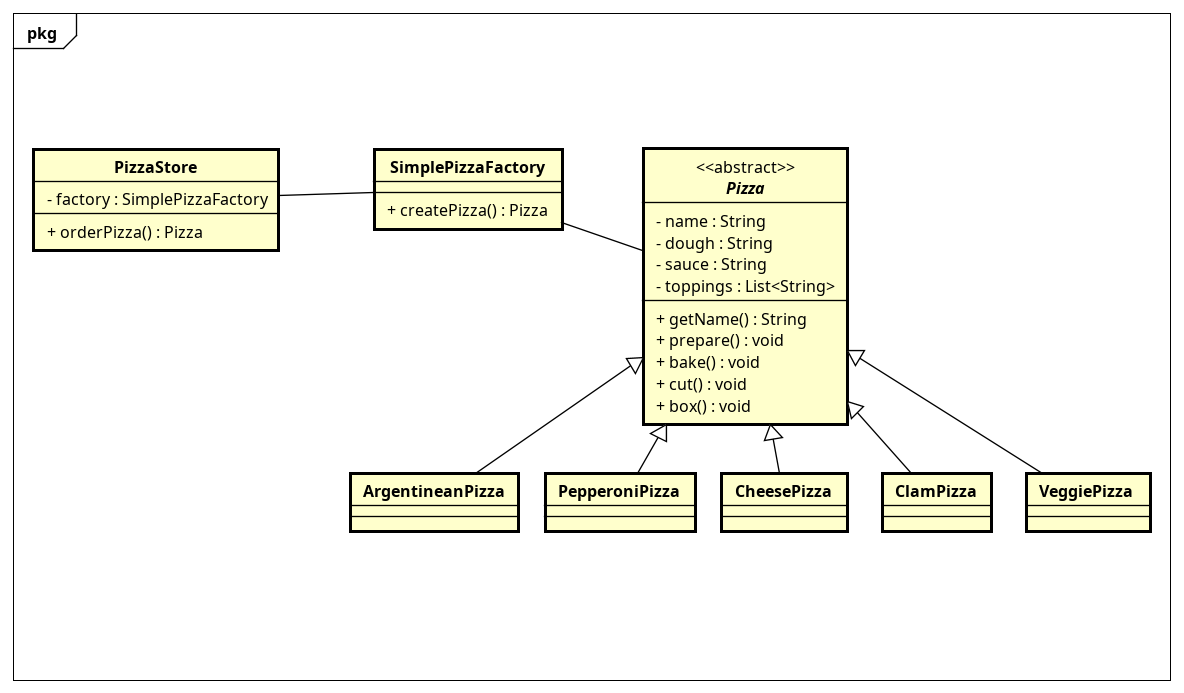 pkg
PizzaStore
- factory : SimplePizzaFactory
+ orderPizza() : Pizza
SimplePizzaFactory
+ createPizza() : Pizza
<<abstract>>
Pizza
- name : String
- dough : String
- sauce : String
- toppings : List<String>
+ getName() : String
+ prepare() : void
+ bake() : void
+ cut() : void
+ box() : void
ArgentineanPizza
PepperoniPizza
CheesePizza
ClamPizza
VeggiePizza